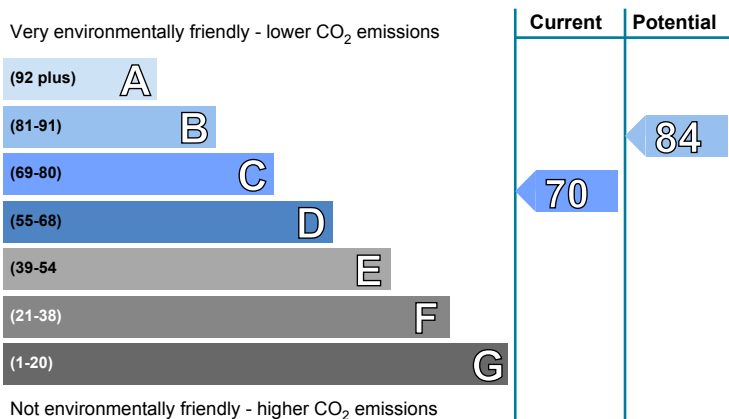 Very environmentally friendly - lower CO₂ emissions
Current
Potential
(92 plus) A
(81-91) B
84
(69-80) C
70
(55-68) D
(39-54 E
(21-38) F
(1-20) G
Not environmentally friendly - higher CO₂ emissions